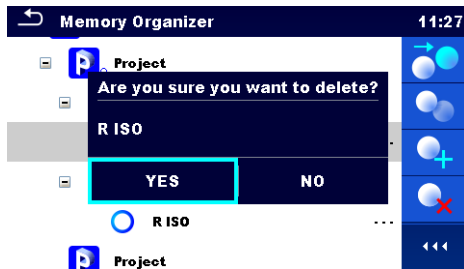 Memory Organizer
11:27
Project
Are you sure you want to delete?
R ISO
YES
NO
R ISO
...
Project